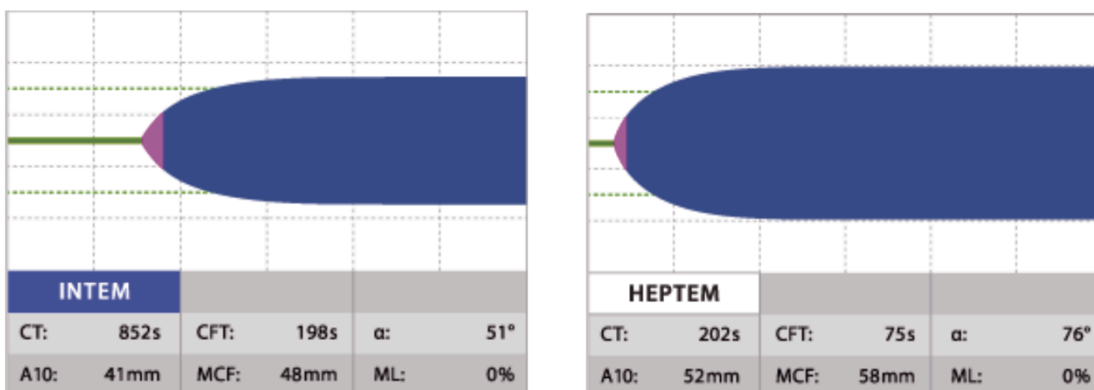 INTEM
CT: 852s CFT: 198s α: 51°
A10: 41mm MCF: 48mm ML: 0%
HEPTEM
CT: 202s CFT: 75s α: 76°
A10: 52mm MCF: 58mm ML: 0%